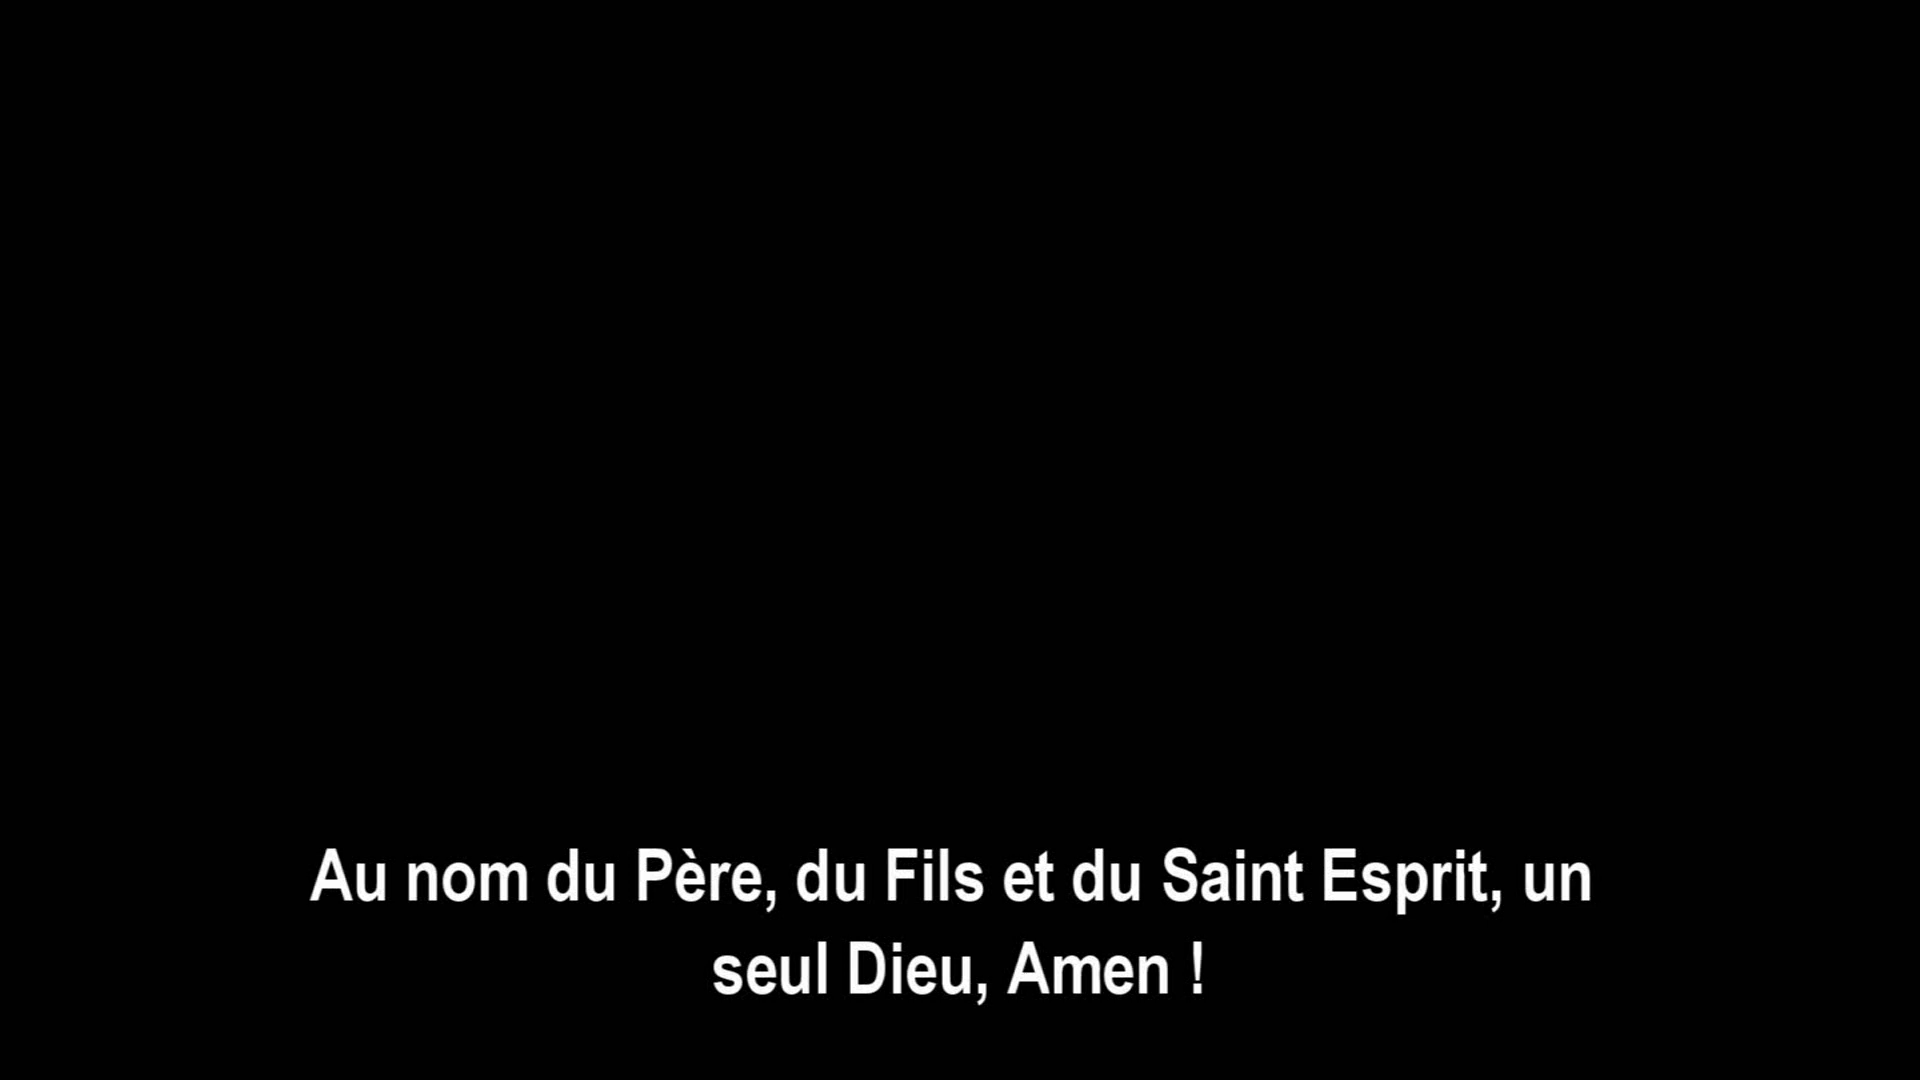 Au nom du Père, du Fils et du Saint Esprit, un
seul Dieu, Amen !